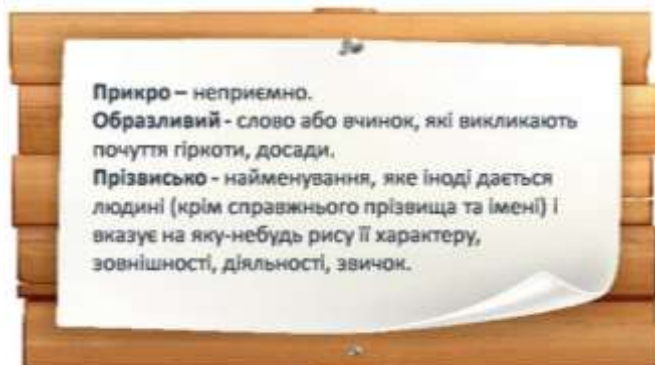 Прикро – неприємно.
Образливий - слово або вчинок, які викликають
почуття гіркоти, досади.
Прізвисько - найменування, яке іноді дається
людині (крім справжнього прізвища та імені) і
вказує на яку-небудь рису її характеру,
зовнішності, діяльності, звичок.